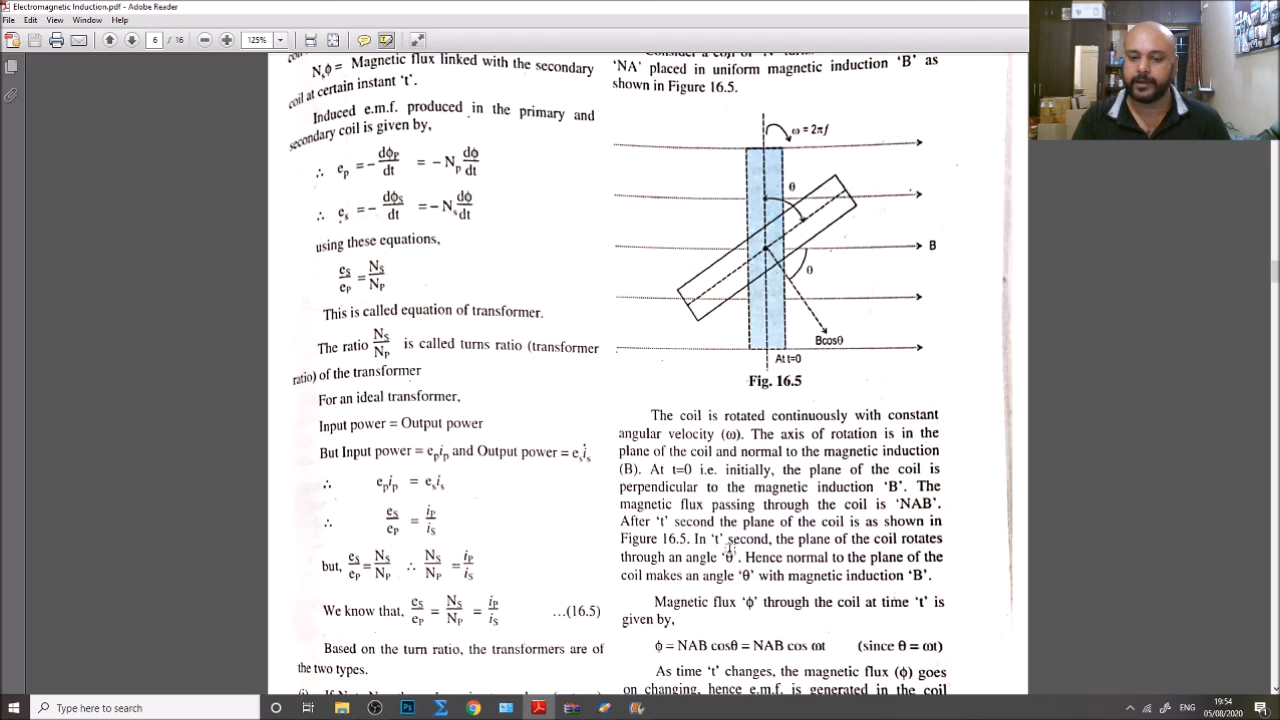 Electromagnetic Induction.pdf - Adobe Reader
File Edit View Window Help
6 / 16 125%
N,ϕ = Magnetic flux linked with the secondary
coil at certain instant ‘t’.
Induced e.m.f. produced in the primary and
secondary coil is given by,
∴ eₚ = − dϕP/dt = − Nₚ dϕ/dt
∴ eₛ = − dϕs/dt = − Nₛ dϕ/dt
using these equations,
eS/eP = NS/NP
This is called equation of transformer.
The ratio NS/NP is called turns ratio (transformer
ratio) of the transformer
For an ideal transformer,
Input power = Output power
But Input power = eₚiₚ and Output power = eₛiₛ
∴ eₚiₚ = eₛiₛ
∴ eS/eP = iP/iS
but, eS/eP = NS/NP ∴ NS/NP = iP/iS
We know that, eS/eP = NS/NP = iP/iS ...(16.5)
Based on the turn ratio, the transformers are of
the two types.
‘NA’ placed in uniform magnetic induction ‘B’ as
shown in Figure 16.5.
ω = 2πf
θ
B
θ
Bcosθ
At t=0
Fig. 16.5
The coil is rotated continuously with constant
angular velocity (ω). The axis of rotation is in the
plane of the coil and normal to the magnetic induction
(B). At t=0 i.e. initially, the plane of the coil is
perpendicular to the magnetic induction ‘B’. The
magnetic flux passing through the coil is ‘NAB’.
After ‘t’ second the plane of the coil is as shown in
Figure 16.5. In ‘t’ second, the plane of the coil rotates
through an angle ‘θ’. Hence normal to the plane of the
coil makes an angle ‘θ’ with magnetic induction ‘B’.
Magnetic flux ‘ϕ’ through the coil at time ‘t’ is
given by,
ϕ = NAB cosθ = NAB cos ωt (since θ = ωt)
As time ‘t’ changes, the magnetic flux (ϕ) goes
on changing, hence e.m.f. is generated in the coil
Type here to search
19:54
05/08/2020